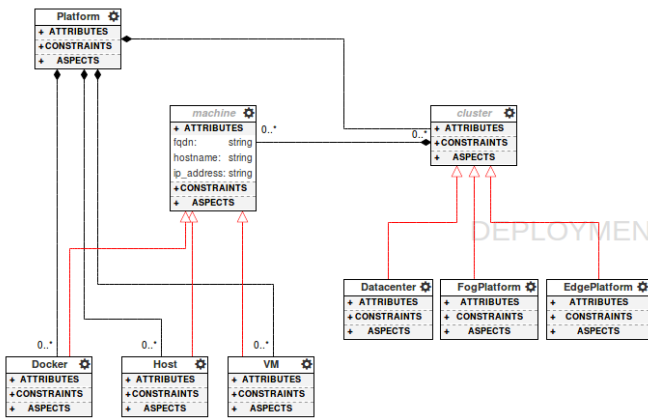 Platform
+ ATTRIBUTES
+CONSTRAINTS
+ ASPECTS
machine
+ ATTRIBUTES
fqdn: string
hostname: string
ip_address: string
+CONSTRAINTS
+ ASPECTS
0..*
cluster
0..*
+ ATTRIBUTES
+CONSTRAINTS
+ ASPECTS
DEPLOYMEN
Datacenter
+ ATTRIBUTES
+CONSTRAINTS
+ ASPECTS
FogPlatform
+ ATTRIBUTES
+ CONSTRAINTS
+ ASPECTS
EdgePlatform
+ ATTRIBUTES
+ CONSTRAINTS
+ ASPECTS
0..*
Docker
+ ATTRIBUTES
+CONSTRAINTS
+ ASPECTS
0..*
Host
+ ATTRIBUTES
+CONSTRAINTS
+ ASPECTS
0..*
VM
+ ATTRIBUTES
+CONSTRAINTS
+ ASPECTS